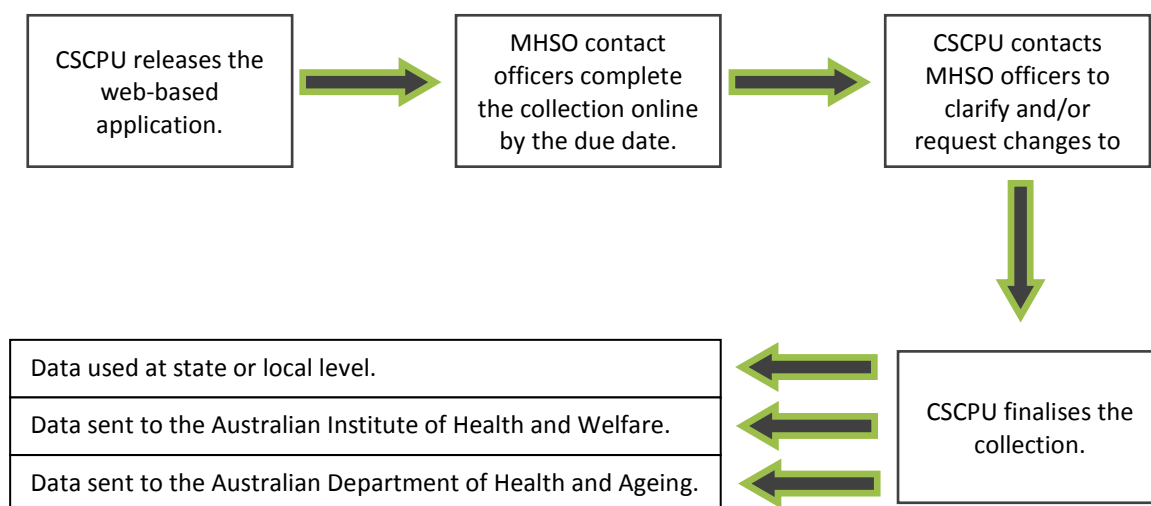 CSCPU releases the
web-based
application.
MHSO contact
officers complete
the collection online
by the due date.
CSCPU contacts
MHSO officers to
clarify and/or
request changes to
CSCPU finalises the
collection.
Data used at state or local level.
Data sent to the Australian Institute of Health and Welfare.
Data sent to the Australian Department of Health and Ageing.